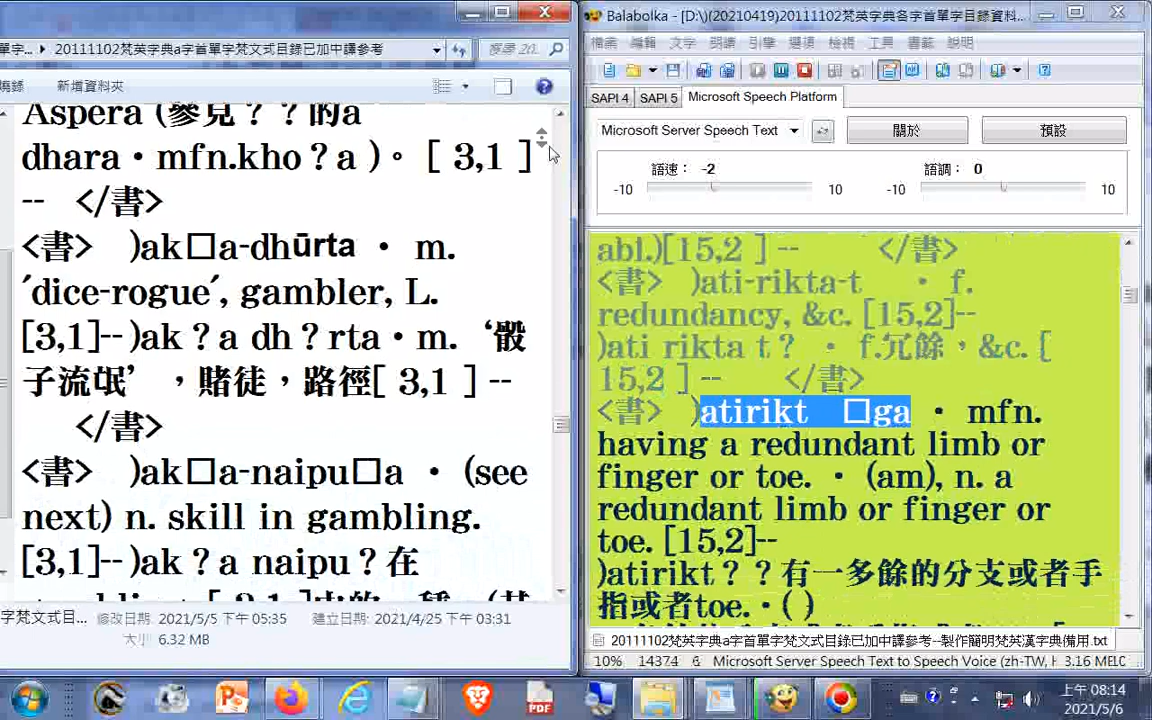 單字... ▸ 20111102梵英字典a字首單字梵文式目錄已加中譯參考
搜尋 20...
燒錄 新增資料夾
Aspera (參見？？的a
dhara・mfn.kho？a )。[ 3,1 ]
-- </書>
<書> )ak□a-dhūrta ・ m.
´dice-rogue´, gambler, L.
[3,1]-- )ak？a dh？rta・m.‘骰
子流氓’，賭徒，路徑[ 3,1 ] --
</書>
<書> )ak□a-naipu□a ・ (see
next) n. skill in gambling.
[3,1]-- )ak？a naipu？在
字梵文式目... 修改日期: 2021/5/5 下午 05:35 建立日期: 2021/4/25 下午 03:31
大小: 6.32 MB
Balabolka - [D:\)(20210419)20111102梵英字典各字首單字目錄資料...
檔案 編輯 文字 朗讀 引擎 選項 檢視 工具 書籤 說明
SAPI 4 SAPI 5 Microsoft Speech Platform
Microsoft Server Speech Text 關於 預設
語速： -2 語調： 0
-10 10 -10 10
abl.)[15,2 ] -- </書>
<書> )ati-rikta-t ・ f.
redundancy, &c. [15,2]--
)ati rikta t？ ・ f.冗餘，&c. [
15,2 ] -- </書>
<書> )atirikt □ga ・ mfn.
having a redundant limb or
finger or toe. ・ (am), n. a
redundant limb or finger or
toe. [15,2]--
)atirikt？？有一多餘的分支或者手
指或者toe.・( )
20111102梵英字典a字首單字梵文式目錄已加中譯參考--製作簡明梵英漢字典備用.txt
10% 1437.4 Microsoft Server Speech Text to Speech Voice (zh-TW, H 3.16 MELC
上午 08:14
2021/5/6